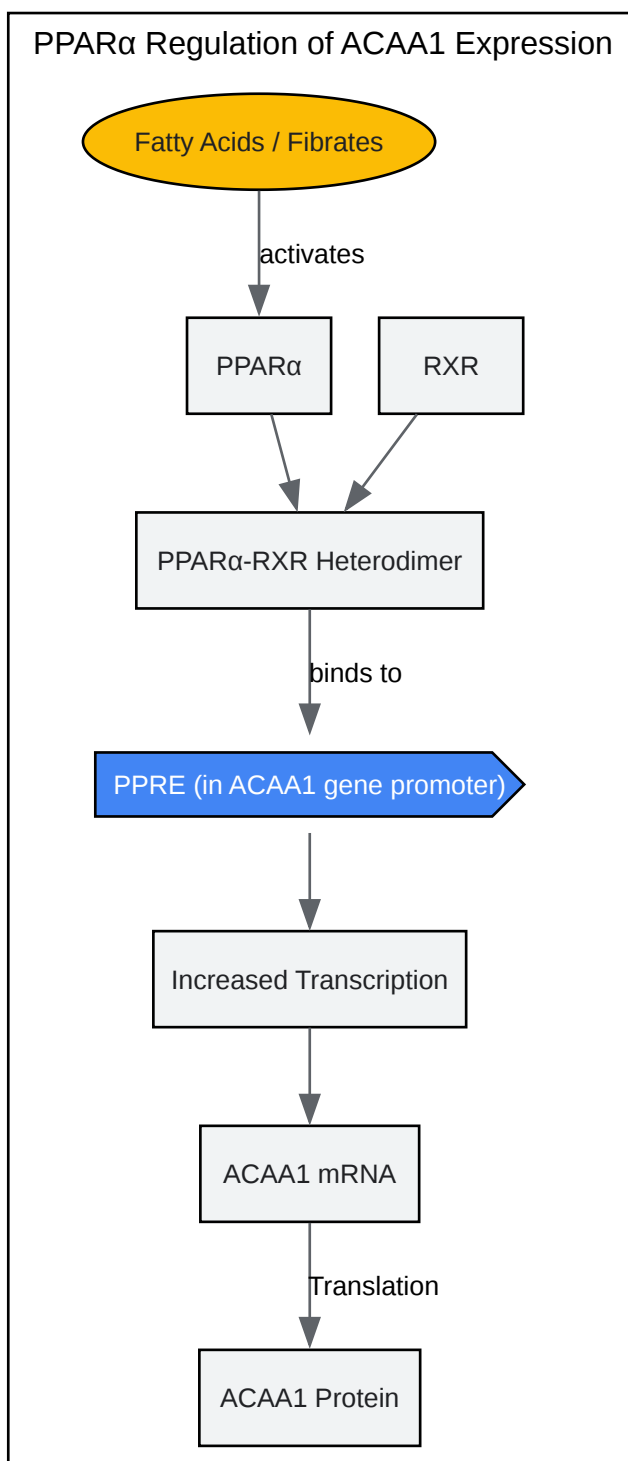 PPARα Regulation of ACAA1 Expression
Fatty Acids / Fibrates
activates
PPARα
RXR
PPARα-RXR Heterodimer
binds to
PPRE (in ACAA1 gene promoter)
Increased Transcription
ACAA1 mRNA
Translation
ACAA1 Protein